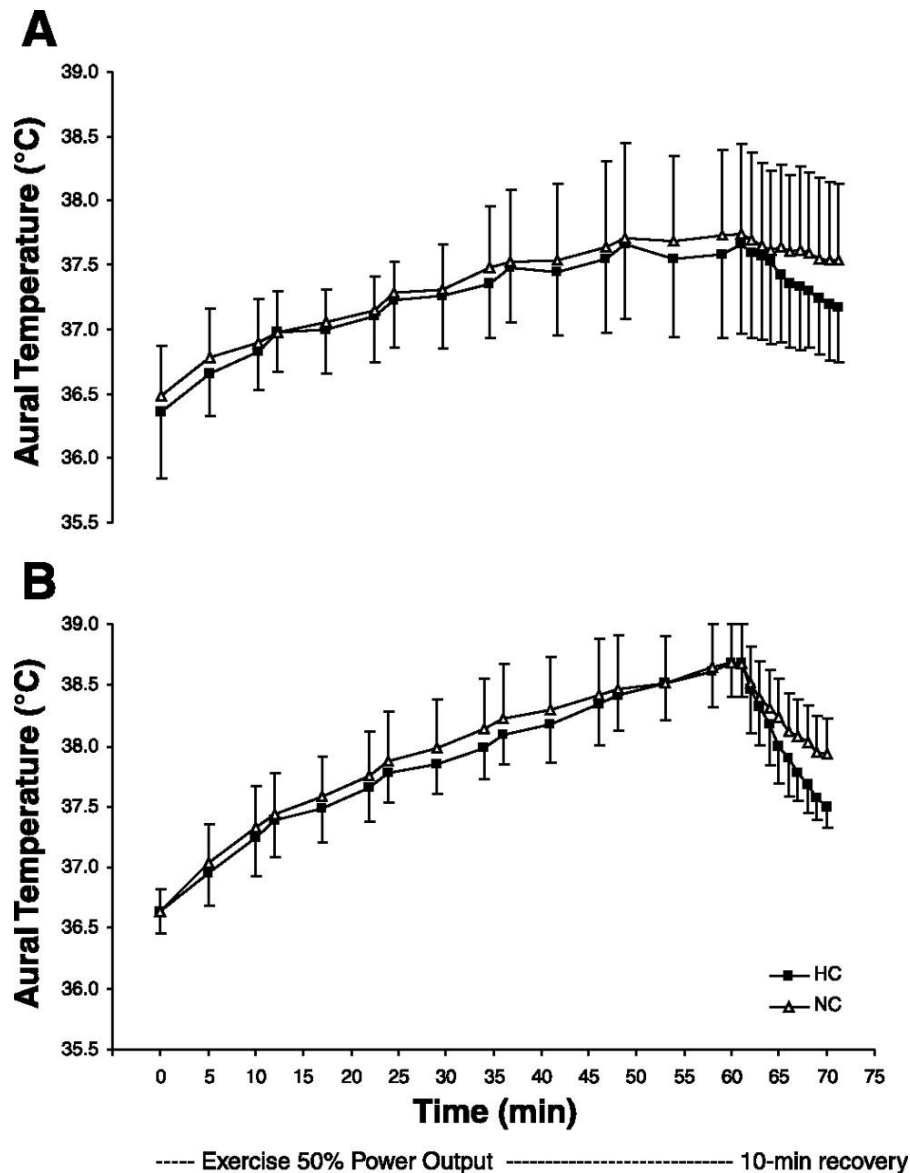 A
39.0
38.5
38.0
37.5
37.0
36.5
36.0
35.5
Aural Temperature (°C)
B
39.0
38.5
38.0
37.5
37.0
36.5
36.0
35.5
Aural Temperature (°C)
HC
NC
0 5 10 15 20 25 30 35 40 45 50 55 60 65 70 75
Time (min)
----- Exercise 50% Power Output -------------------- 10-min recovery